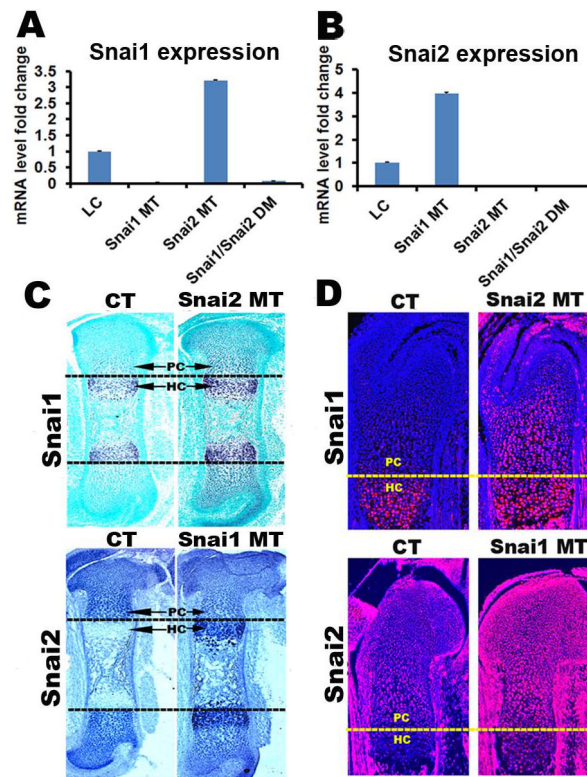 A
Snai1 expression
mRNA level fold change
3.5
3
2.5
2
1.5
1
0.5
0
LC
Snai1 MT
Snai2 MT
Snai1/Snai2 DM
B
Snai2 expression
mRNA level fold change
5
4
3
2
1
0
LC
Snai1 MT
Snai2 MT
Snai1/Snai2 DM
C
CT
Snai2 MT
Snai1
PC
HC
CT
Snai1 MT
Snai2
PC
HC
D
CT
Snai2 MT
Snai1
PC
HC
CT
Snai1 MT
Snai2
PC
HC